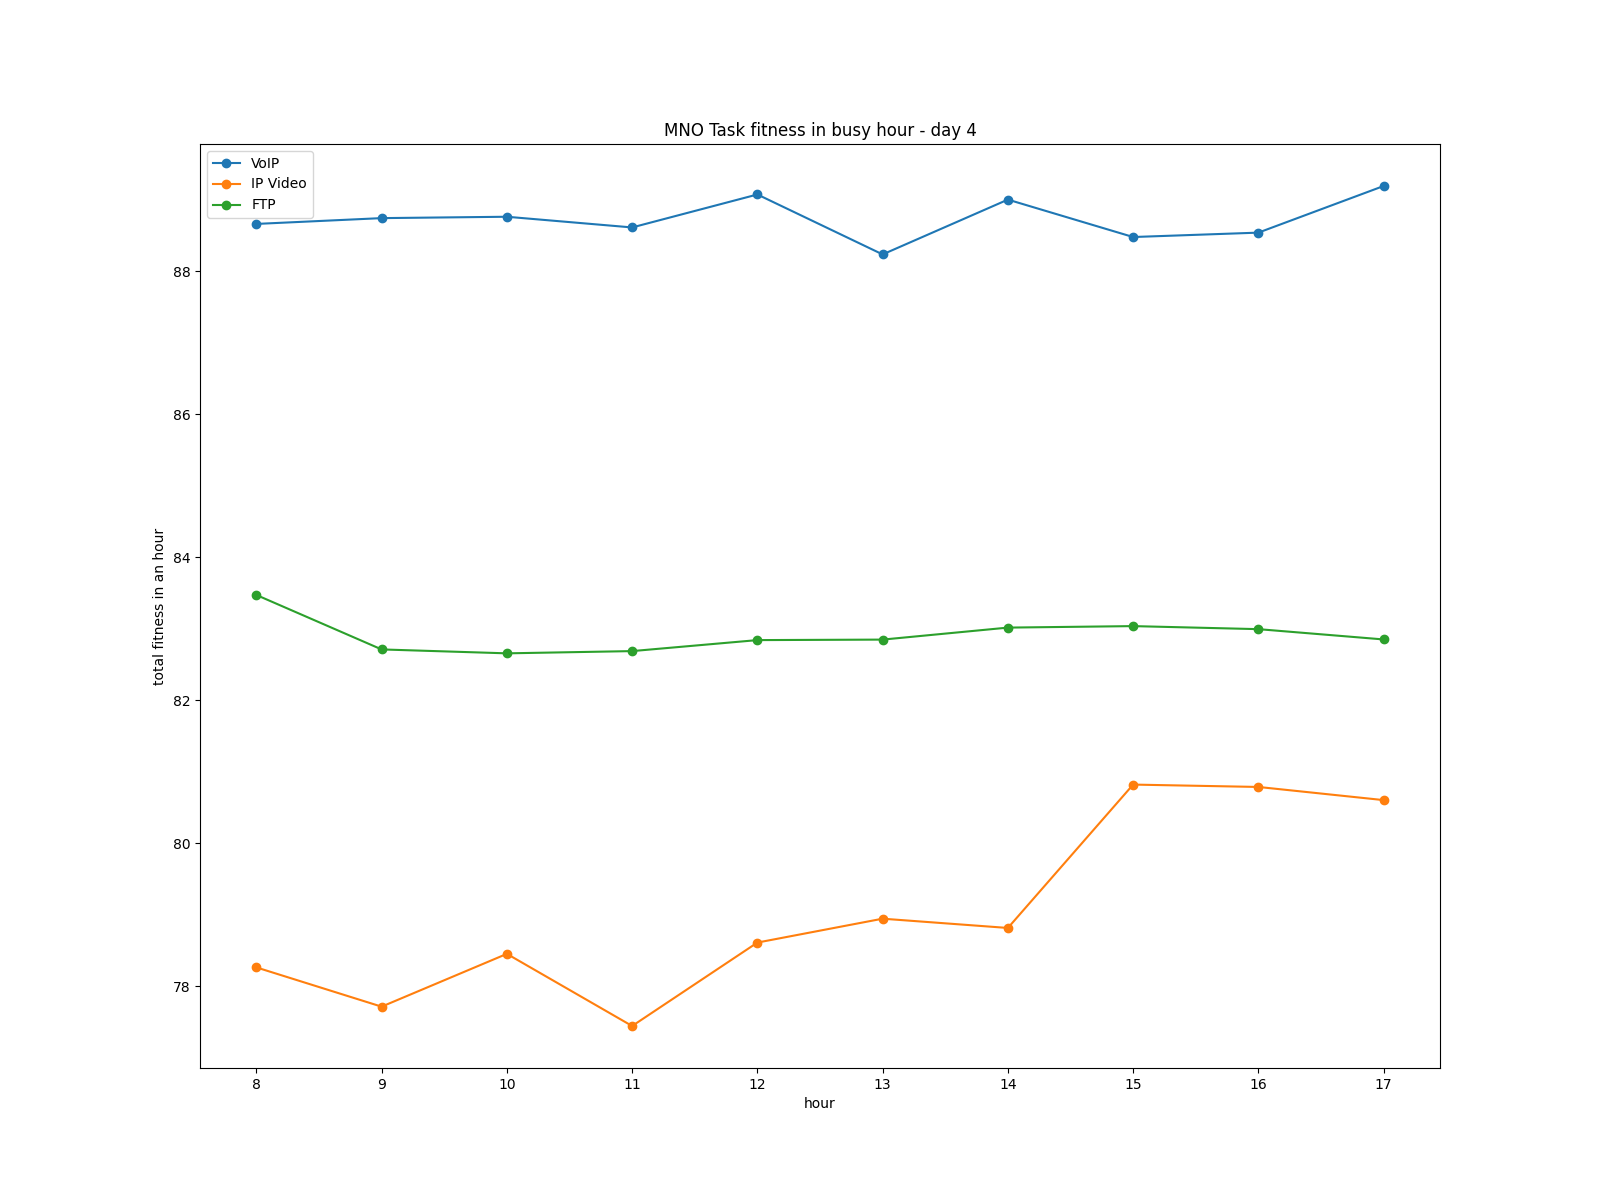 MNO Task fitness in busy hour - day 4
VoIP
IP Video
FTP
88
86
84
82
80
78
total fitness in an hour
8 9 10 11 12 13 14 15 16 17
hour